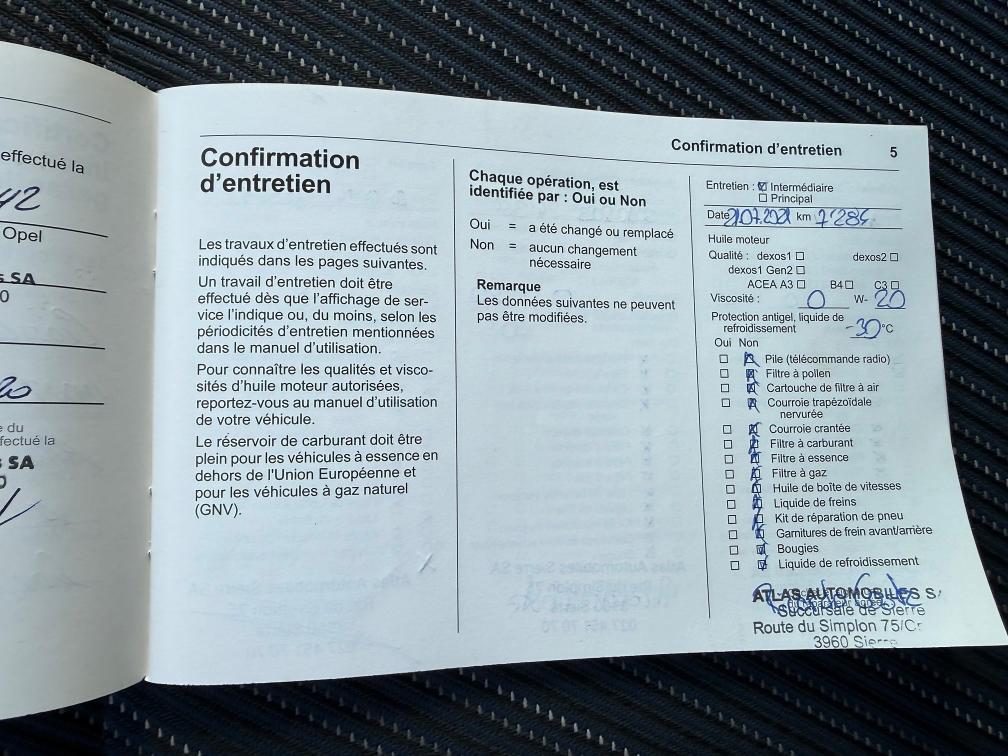 effectué la
42
Opel
s SA
0
20
e du
fectué la
s SA
0
Confirmation d'entretien 5
Confirmation
d'entretien
Les travaux d'entretien effectués sont
indiqués dans les pages suivantes.
Un travail d'entretien doit être
effectué dès que l'affichage de ser-
vice l'indique ou, du moins, selon les
périodicités d'entretien mentionnées
dans le manuel d'utilisation.
Pour connaître les qualités et visco-
sités d'huile moteur autorisées,
reportez-vous au manuel d'utilisation
de votre véhicule.
Le réservoir de carburant doit être
plein pour les véhicules à essence en
dehors de l'Union Européenne et
pour les véhicules à gaz naturel
(GNV).
Chaque opération, est
identifiée par : Oui ou Non
Oui = a été changé ou remplacé
Non = aucun changement
nécessaire
Remarque
Les données suivantes ne peuvent
pas être modifiées.
Entretien : ☑ Intermédiaire
☐ Principal
Date 21.07.2021 km 7'284
Huile moteur
Qualité : dexos1 ☐ dexos2 ☐
dexos1 Gen2 ☐
ACEA A3 ☐ B4 ☐ C3 ☐
Viscosité : 0 W- 20
Protection antigel, liquide de
refroidissement -30 °C
Oui Non
☐ ☒ Pile (télécommande radio)
☐ ☒ Filtre à pollen
☐ ☒ Cartouche de filtre à air
☐ ☒ Courroie trapézoïdale
nervurée
☐ ☒ Courroie crantée
☐ ☒ Filtre à carburant
☐ ☒ Filtre à essence
☐ ☒ Filtre à gaz
☐ ☒ Huile de boîte de vitesses
☐ ☒ Liquide de freins
☐ ☒ Kit de réparation de pneu
☐ ☒ Garnitures de frein avant/arrière
☐ ☒ Bougies
☐ ☒ Liquide de refroidissement
ATLAS AUTOMOBILES S
Succursale de Sierre
Route du Simplon 75/C
3960 Sierre